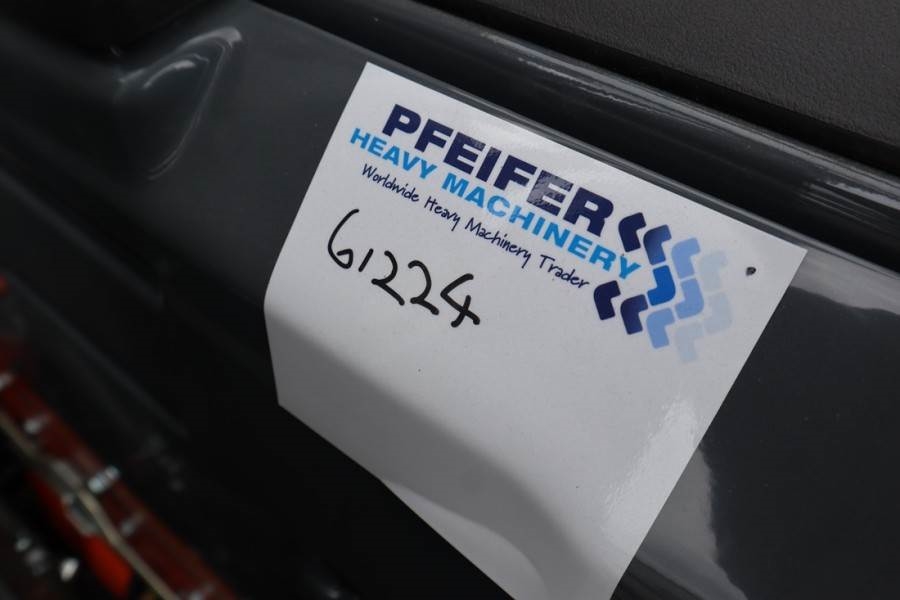 PFEIFER
HEAVY MACHINERY
Worldwide Heavy Machinery Trader
61224